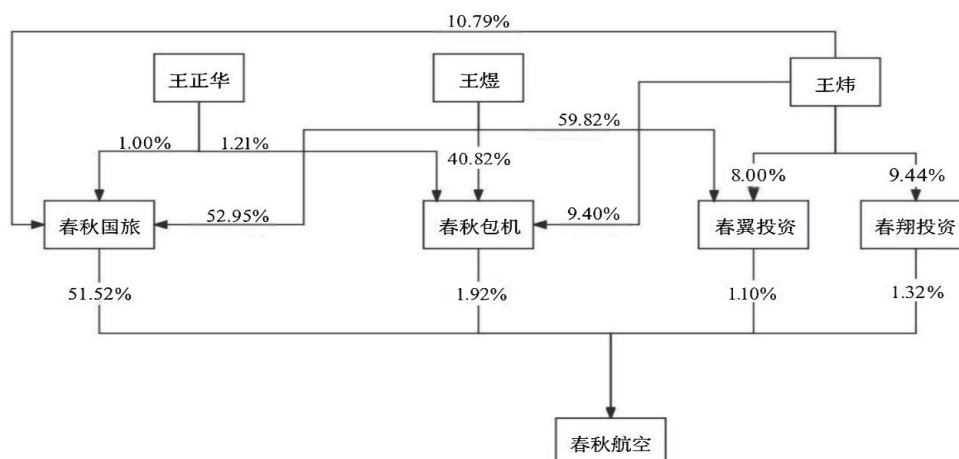 10.79%
王正华
王煜
王炜
59.82%
1.00%
1.21%
40.82%
8.00%
9.44%
春秋国旅
52.95%
春秋包机
9.40%
春翼投资
春翔投资
51.52%
1.92%
1.10%
1.32%
春秋航空